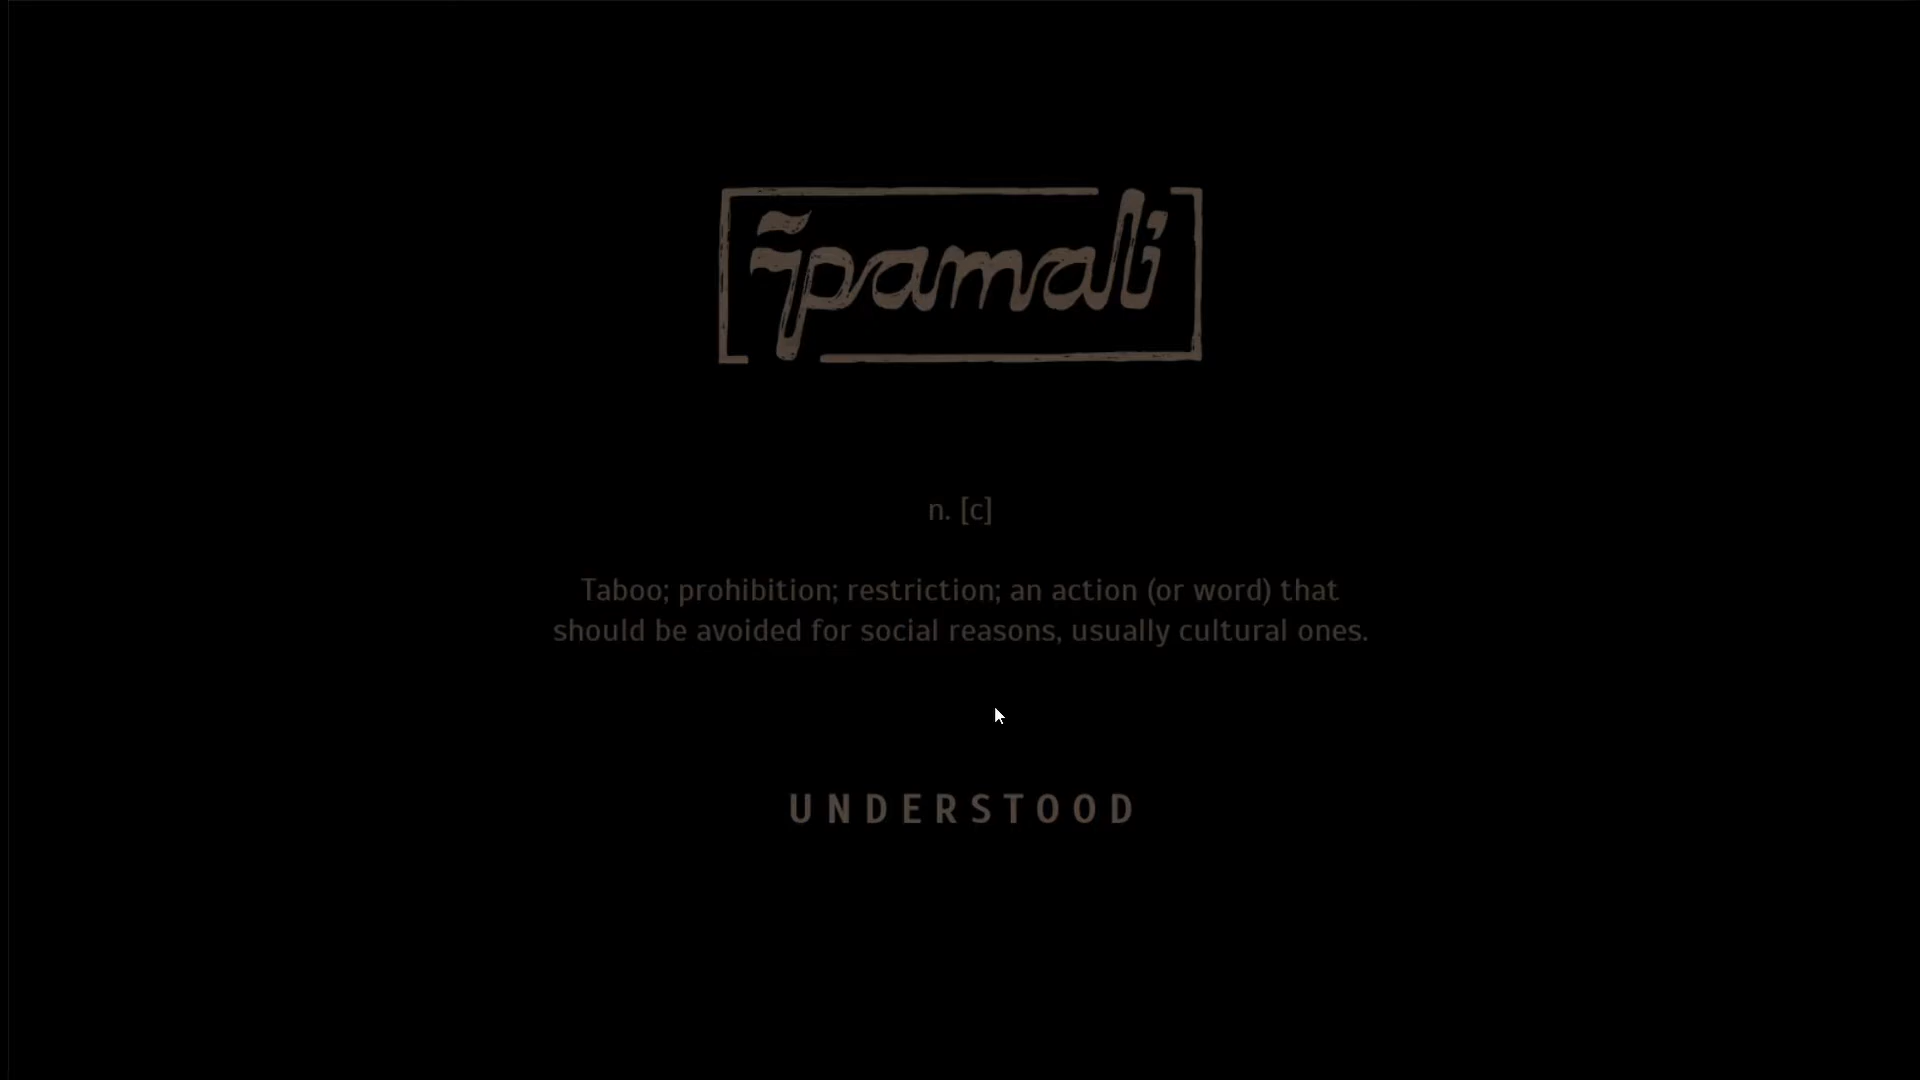 pamali
n. [c]
Taboo; prohibition; restriction; an action (or word) that
should be avoided for social reasons, usually cultural ones.
UNDERSTOOD